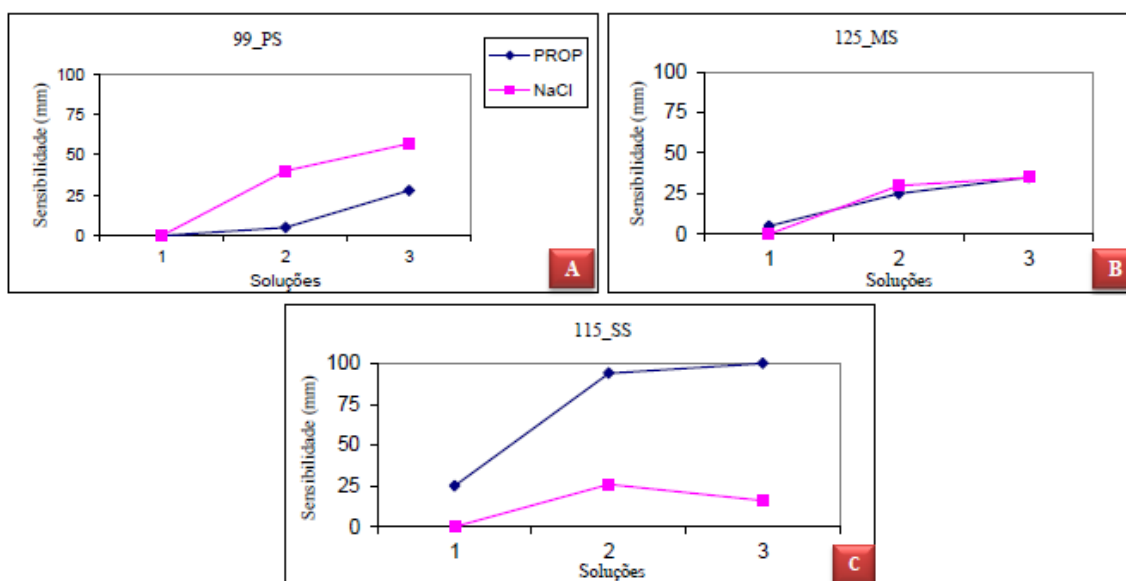 99_PS
PROP
NaCl
Sensibilidade (mm)
100
75
50
25
0
1 2 3
Soluções
A
125_MS
Sensibilidade (mm)
100
75
50
25
0
1 2 3
Soluções
B
115_SS
Sensibilidade (mm)
100
75
50
25
0
1 2 3
Soluções
C